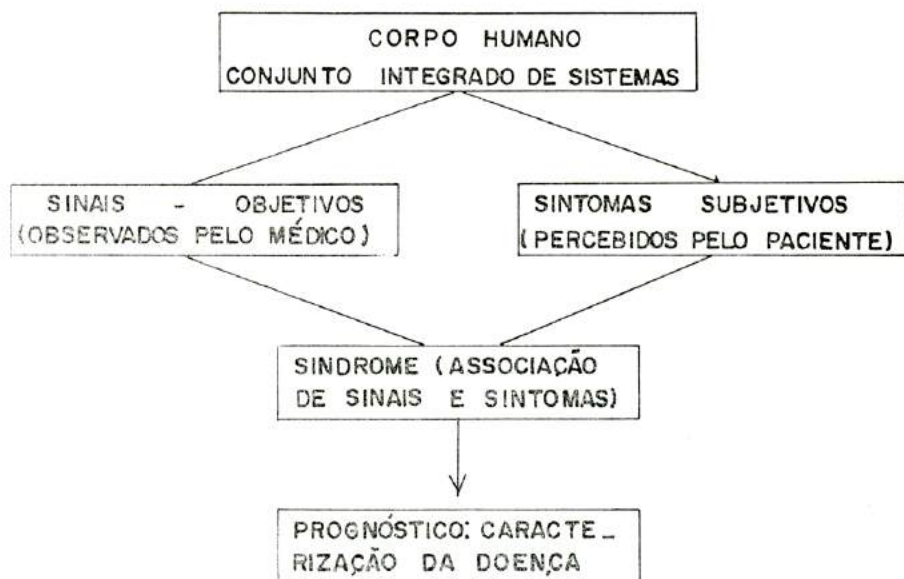 CORPO HUMANO
CONJUNTO INTEGRADO DE SISTEMAS
SINAIS - OBJETIVOS
(OBSERVADOS PELO MÉDICO)
SINTOMAS SUBJETIVOS
(PERCEBIDOS PELO PACIENTE)
SINDROME (ASSOCIAÇÃO
DE SINAIS E SINTOMAS)
PROGNÓSTICO: CARACTE_
RIZAÇÃO DA DOENÇA